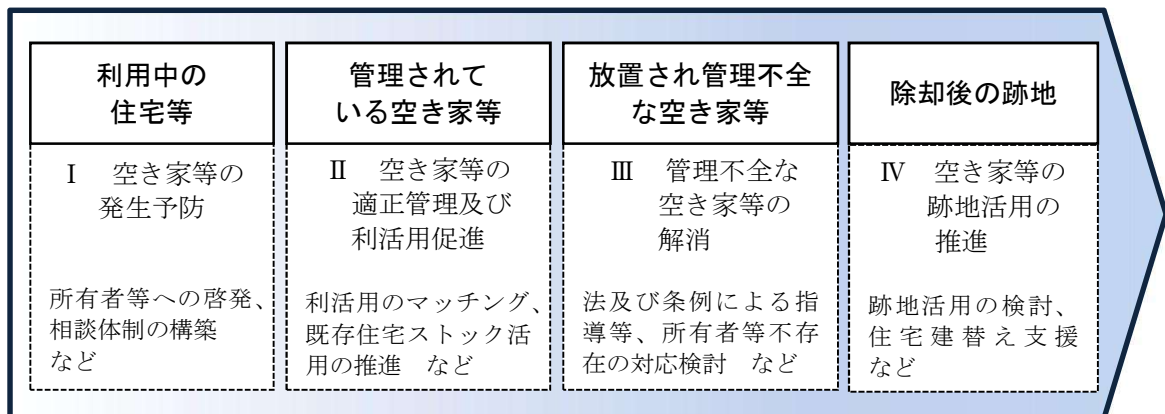 利用中の
住宅等
Ⅰ　空き家等の
発生予防
所有者等への啓発、
相談体制の構築
など
管理されて
いる空き家等
Ⅱ　空き家等の
適正管理及び
利活用促進
利活用のマッチング、
既存住宅ストック活
用の推進　など
放置され管理不全
な空き家等
Ⅲ　管理不全な
空き家等の
解消
法及び条例による指
導等、所有者等不存
在の対応検討　など
除却後の跡地
Ⅳ　空き家等の
跡地活用の
推進
跡地活用の検討、
住宅建替え支援
など